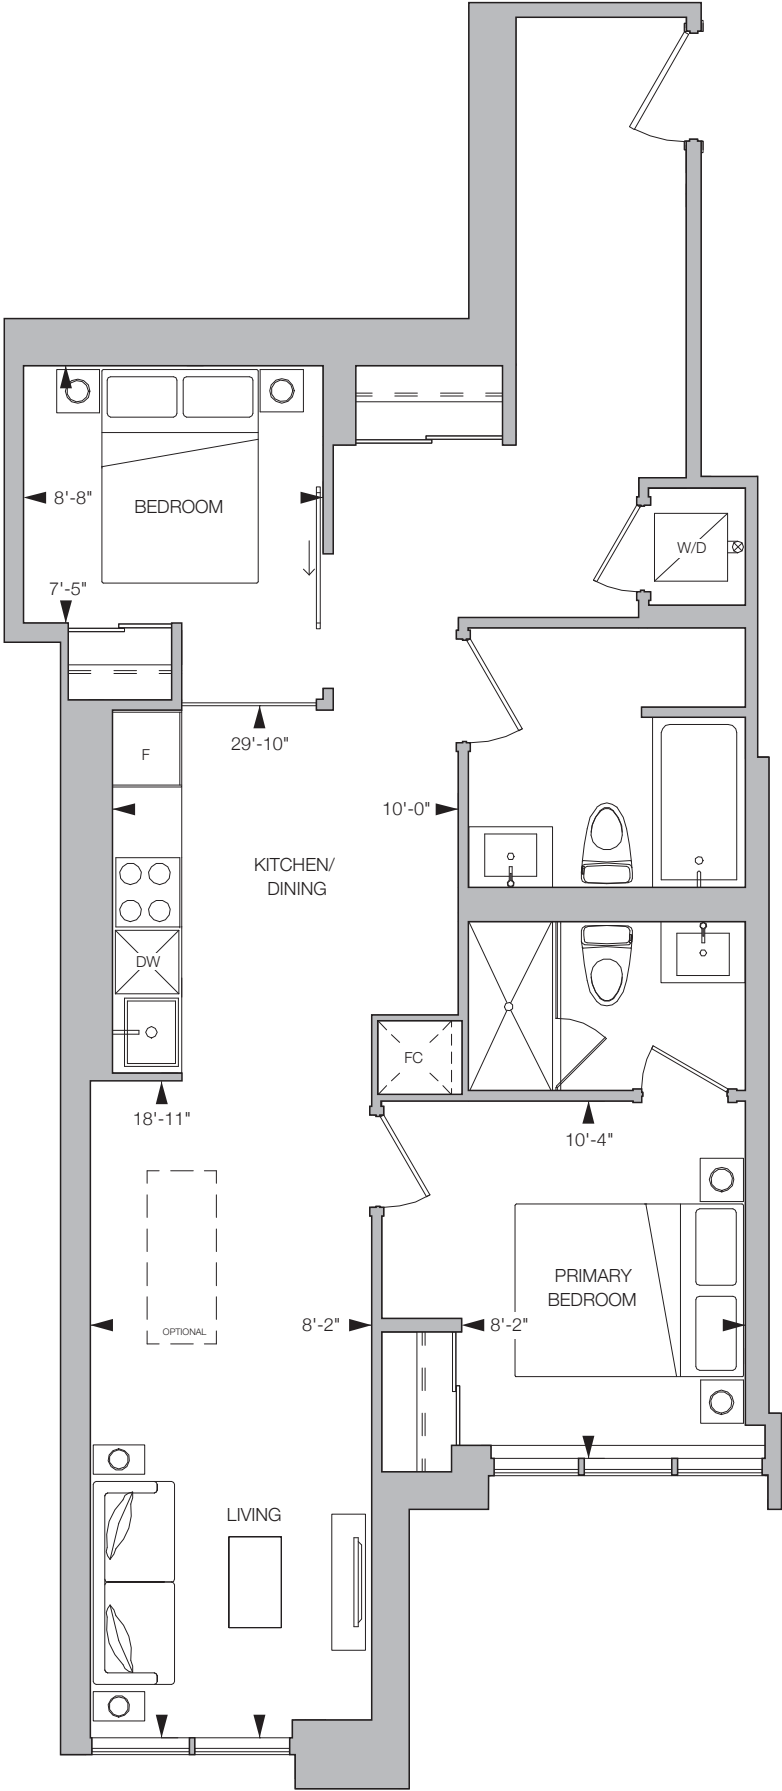 8'-8"
BEDROOM
W/D
7'-5"
29'-10"
F
10'-0"
KITCHEN/
DINING
DW
FC
18'-11"
10'-4"
PRIMARY
BEDROOM
OPTIONAL
8'-2"
8'-2"
LIVING